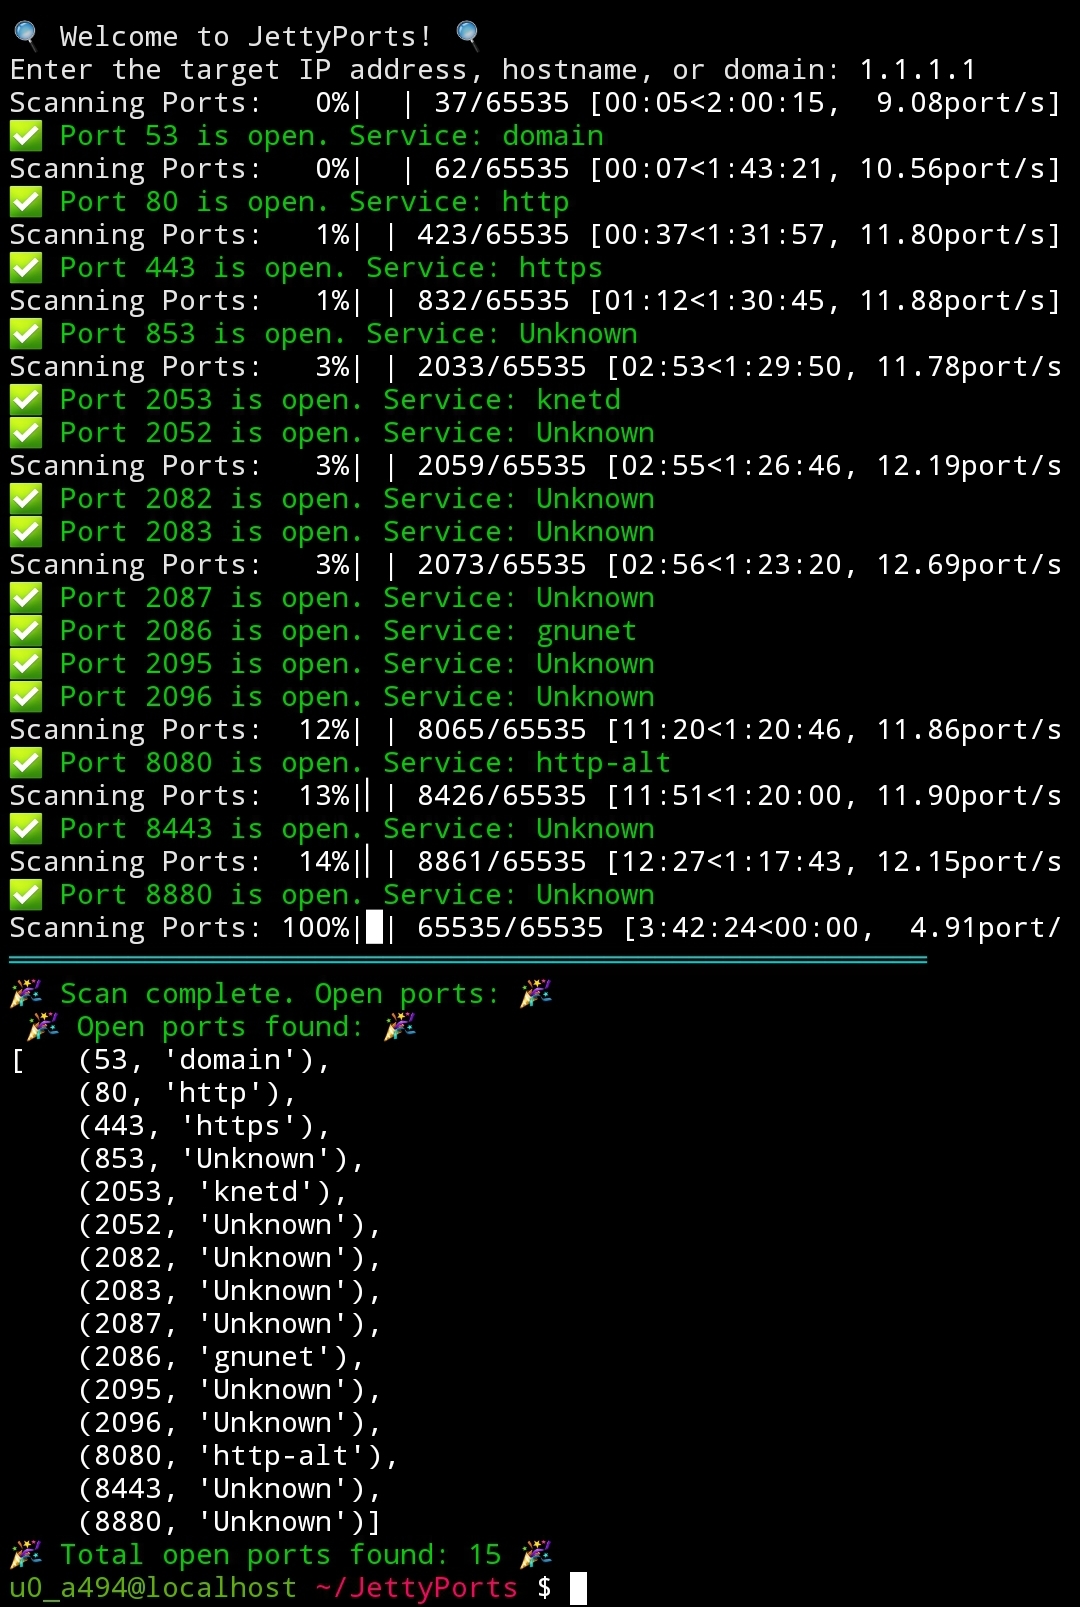 🔍 Welcome to JettyPorts! 🔍
Enter the target IP address, hostname, or domain: 1.1.1.1
Scanning Ports:   0%|  | 37/65535 [00:05<2:00:15,  9.08port/s]
✅ Port 53 is open. Service: domain
Scanning Ports:   0%|  | 62/65535 [00:07<1:43:21, 10.56port/s]
✅ Port 80 is open. Service: http
Scanning Ports:   1%| | 423/65535 [00:37<1:31:57, 11.80port/s]
✅ Port 443 is open. Service: https
Scanning Ports:   1%| | 832/65535 [01:12<1:30:45, 11.88port/s]
✅ Port 853 is open. Service: Unknown
Scanning Ports:   3%| | 2033/65535 [02:53<1:29:50, 11.78port/s
✅ Port 2053 is open. Service: knetd
✅ Port 2052 is open. Service: Unknown
Scanning Ports:   3%| | 2059/65535 [02:55<1:26:46, 12.19port/s
✅ Port 2082 is open. Service: Unknown
✅ Port 2083 is open. Service: Unknown
Scanning Ports:   3%| | 2073/65535 [02:56<1:23:20, 12.69port/s
✅ Port 2087 is open. Service: Unknown
✅ Port 2086 is open. Service: gnunet
✅ Port 2095 is open. Service: Unknown
✅ Port 2096 is open. Service: Unknown
Scanning Ports:  12%| | 8065/65535 [11:20<1:20:46, 11.86port/s
✅ Port 8080 is open. Service: http-alt
Scanning Ports:  13%|▏| 8426/65535 [11:51<1:20:00, 11.90port/s
✅ Port 8443 is open. Service: Unknown
Scanning Ports:  14%|▏| 8861/65535 [12:27<1:17:43, 12.15port/s
✅ Port 8880 is open. Service: Unknown
Scanning Ports: 100%|█| 65535/65535 [3:42:24<00:00,  4.91port/
══════════════════════════════════════════════════════
🎉 Scan complete. Open ports: 🎉
 🎉 Open ports found: 🎉
[   (53, 'domain'),
    (80, 'http'),
    (443, 'https'),
    (853, 'Unknown'),
    (2053, 'knetd'),
    (2052, 'Unknown'),
    (2082, 'Unknown'),
    (2083, 'Unknown'),
    (2087, 'Unknown'),
    (2086, 'gnunet'),
    (2095, 'Unknown'),
    (2096, 'Unknown'),
    (8080, 'http-alt'),
    (8443, 'Unknown'),
    (8880, 'Unknown')]
🎉 Total open ports found: 15 🎉
u0_a494@localhost ~/JettyPorts $